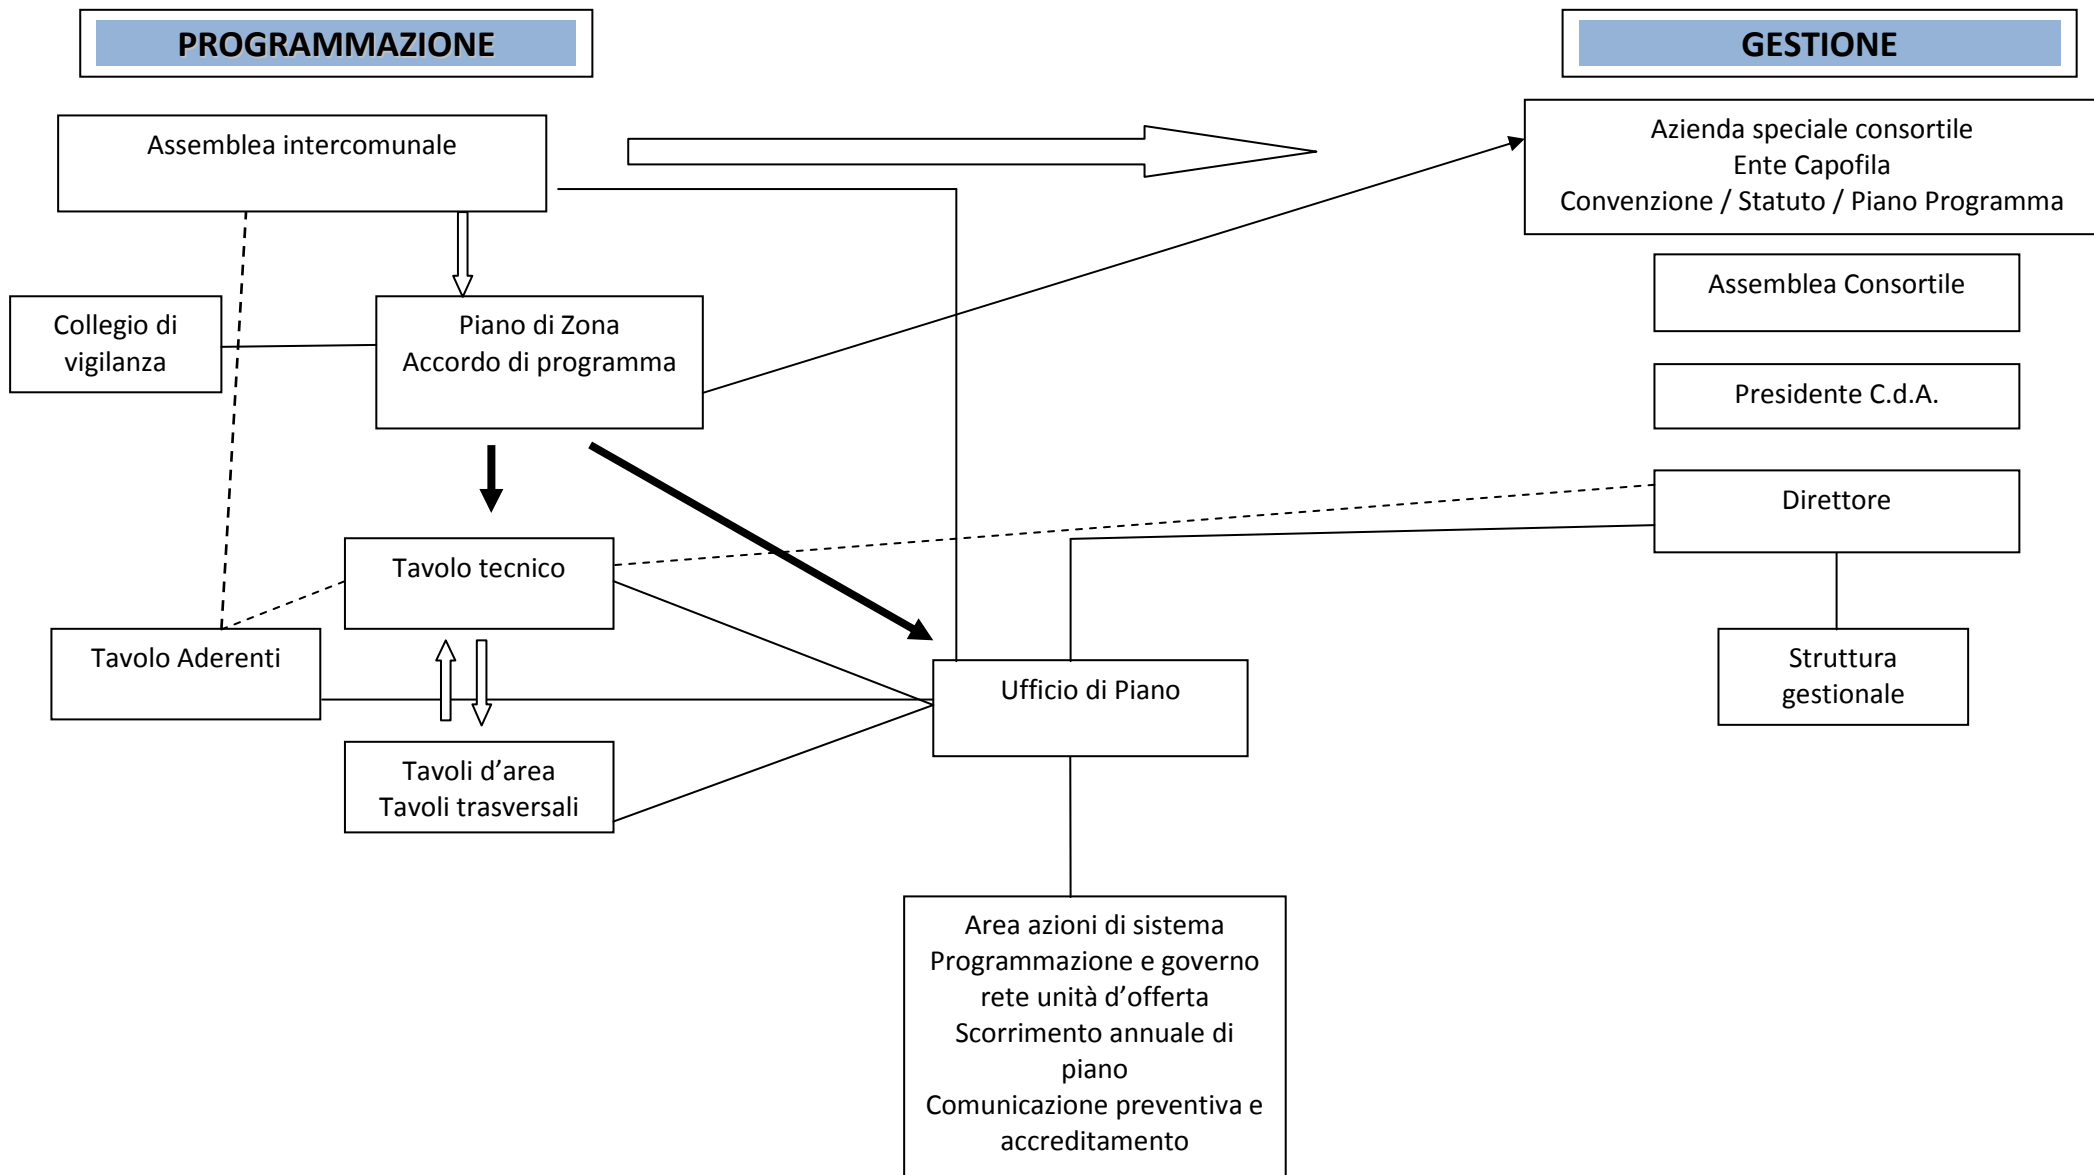 PROGRAMMAZIONE
GESTIONE
Assemblea intercomunale
Azienda speciale consortile
Ente Capofila
Convenzione / Statuto / Piano Programma
Assemblea Consortile
Collegio di
vigilanza
Piano di Zona
Accordo di programma
Presidente C.d.A.
Direttore
Tavolo tecnico
Tavolo Aderenti
Ufficio di Piano
Struttura
gestionale
Tavoli d’area
Tavoli trasversali
Area azioni di sistema
Programmazione e governo
rete unità d’offerta
Scorrimento annuale di
piano
Comunicazione preventiva e
accreditamento